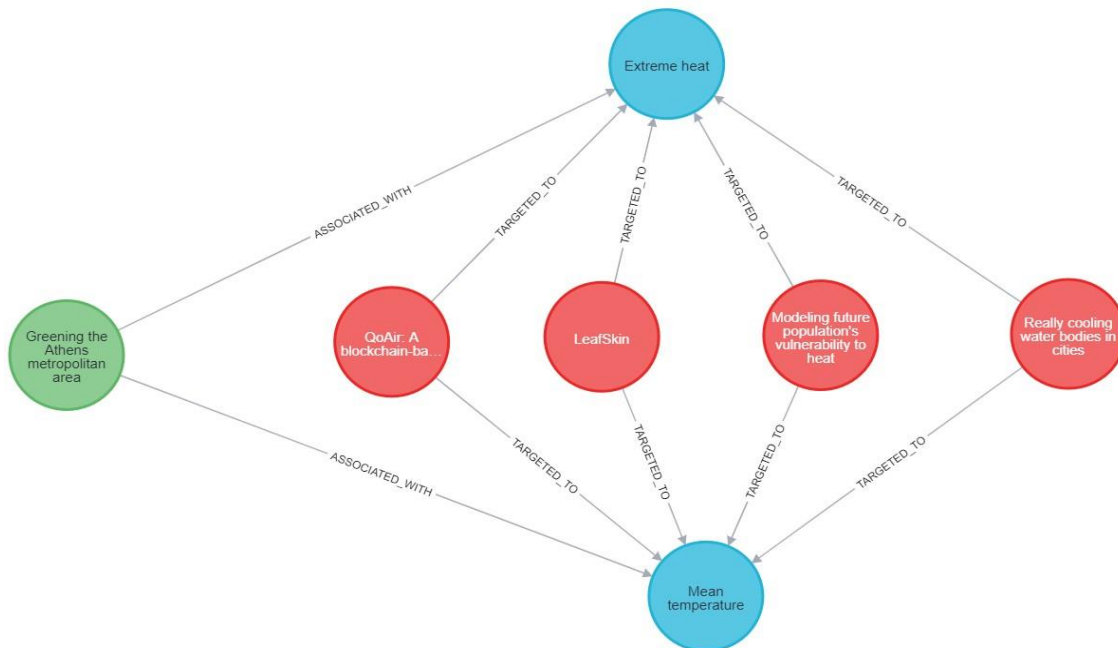 Extreme heat
ASSOCIATED_WITH
TARGETED_TO
TARGETED_TO
TARGETED_TO
TARGETED_TO
Greening the
Athens
metropolitan
area
QoAir: A
blockchain-ba...
LeafSkin
Modeling future
population's
vulnerability to
heat
Really cooling
water bodies in
cities
ASSOCIATED_WITH
TARGETED_TO
TARGETED_TO
TARGETED_TO
TARGETED_TO
Mean
temperature